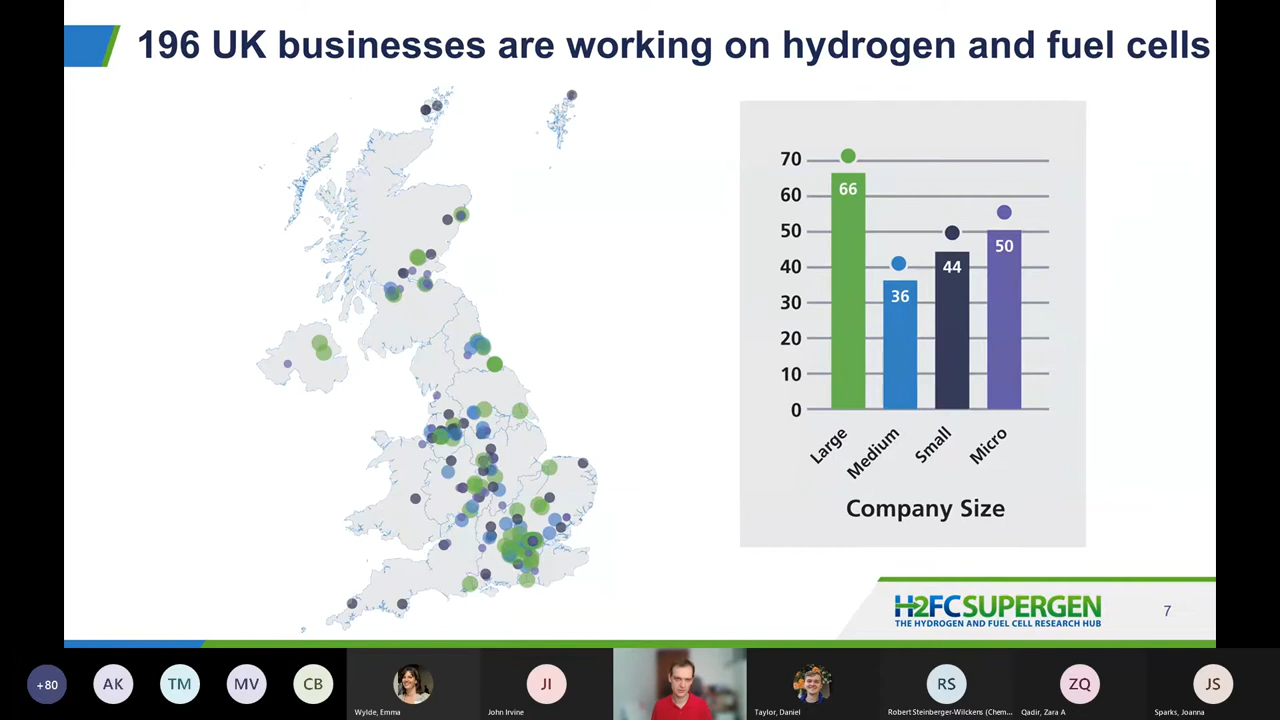 196 UK businesses are working on hydrogen and fuel cells
70
60
50
40
30
20
10
0
66
36
44
50
Large
Medium
Small
Micro
Company Size
H2FCSUPERGEN
THE HYDROGEN AND FUEL CELL RESEARCH HUB
7
+80
AK
TM
MV
CB
Wylde, Emma
JI
John Irvine
Taylor, Daniel
RS
Robert Steinberger-Wilckens (Chem...
ZQ
Qadir, Zara A
JS
Sparks, Joanna